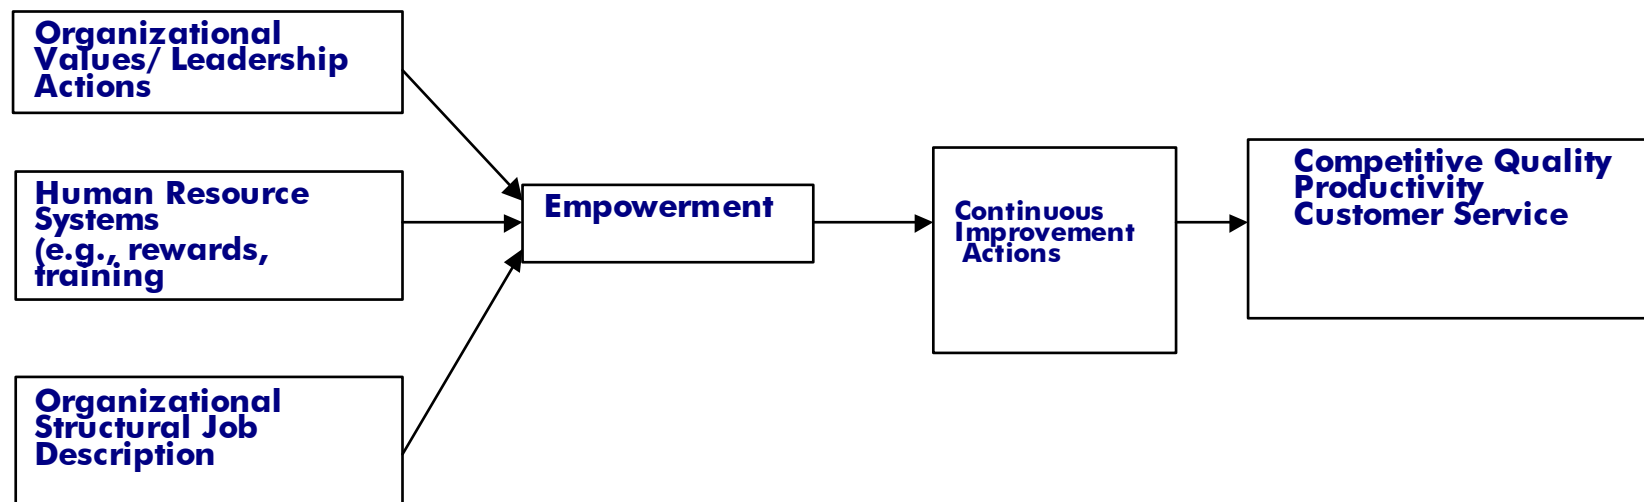 Organizational
Values/ Leadership
Actions
Human Resource
Systems
(e.g., rewards,
training
Organizational
Structural Job
Description
Empowerment
Continuous
Improvement
Actions
Competitive Quality
Productivity
Customer Service